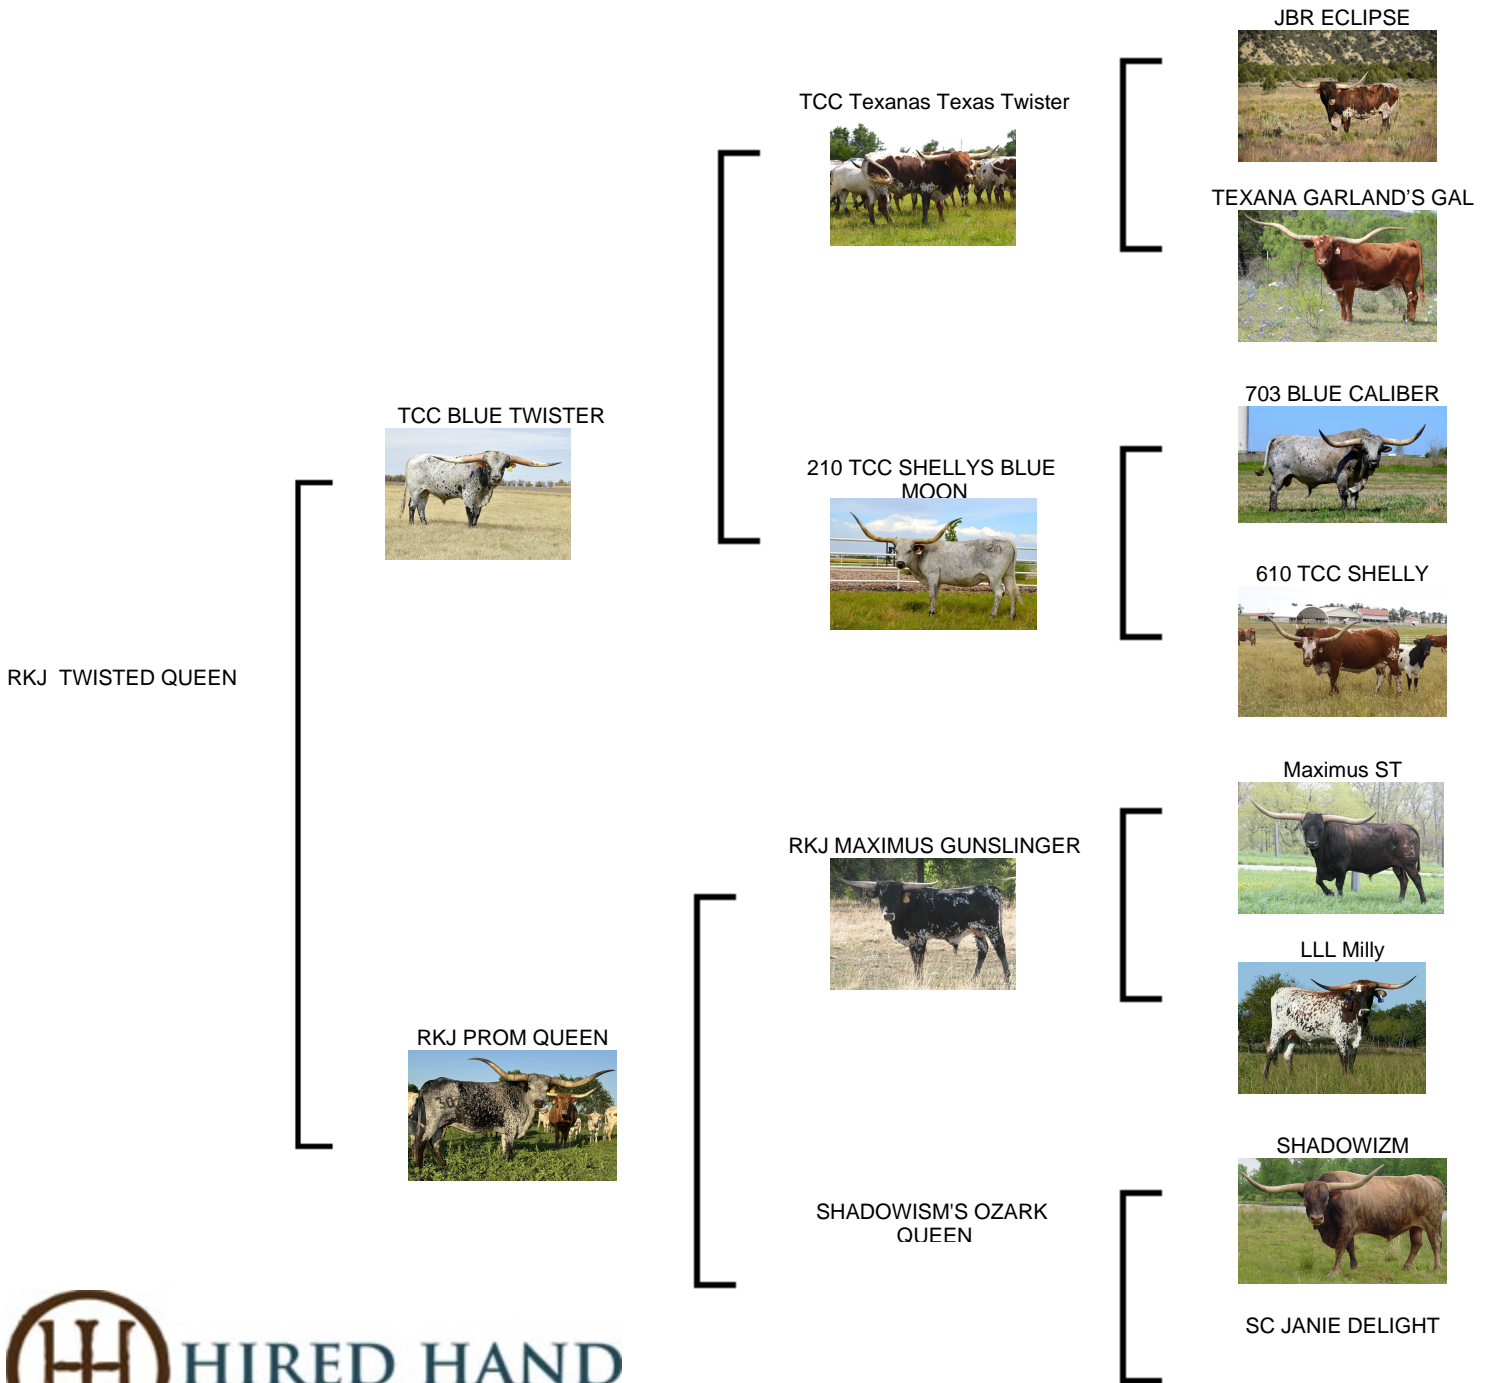 JBR ECLIPSE
TCC Texanas Texas Twister
TEXANA GARLAND'S GAL
703 BLUE CALIBER
TCC BLUE TWISTER
210 TCC SHELLYS BLUE
MOON
610 TCC SHELLY
RKJ  TWISTED QUEEN
Maximus ST
RKJ MAXIMUS GUNSLINGER
LLL Milly
RKJ PROM QUEEN
SHADOWIZM
SHADOWISM'S OZARK
QUEEN
SC JANIE DELIGHT
HIRED HAND